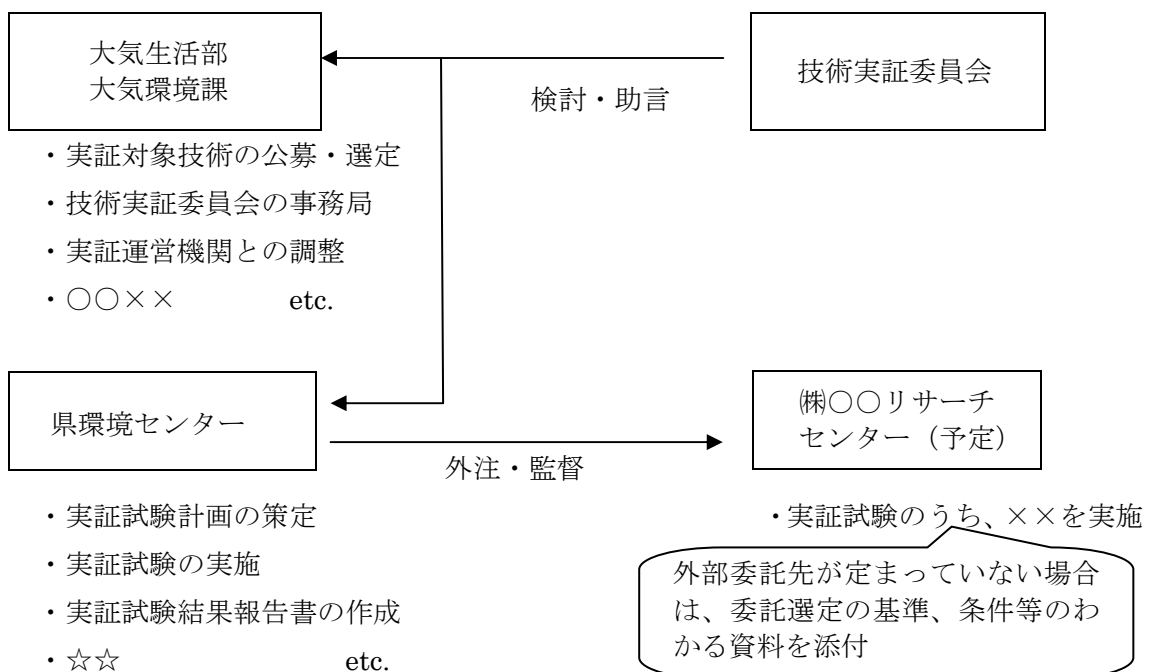 大気生活部
大気環境課
技術実証委員会
検討・助言
・実証対象技術の公募・選定
・技術実証委員会の事務局
・実証運営機関との調整
・○○×× etc.
県環境センター
㈱○○リサーチ
センター（予定）
外注・監督
・実証試験計画の策定
・実証試験の実施
・実証試験結果報告書の作成
・☆☆ etc.
・実証試験のうち、××を実施
外部委託先が定まっていない場合
は、委託選定の基準、条件等のわ
かる資料を添付